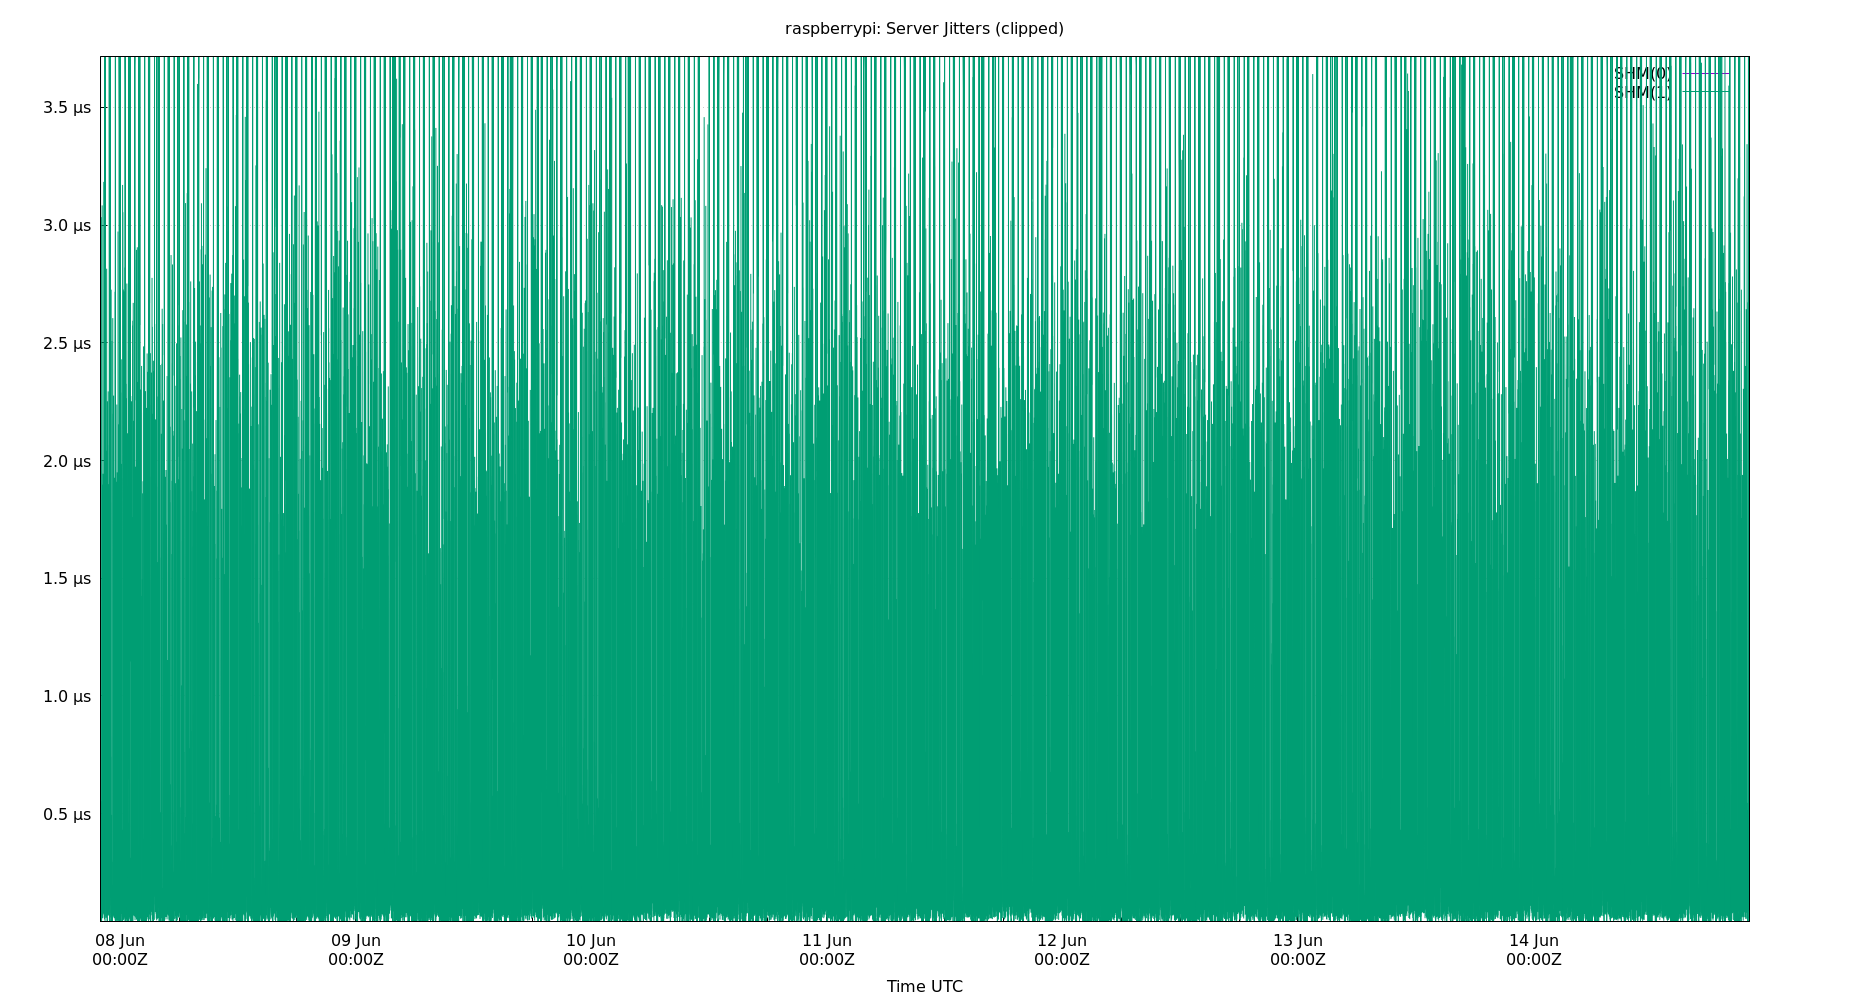 raspberrypi: Server Jitters (clipped)
SHM(0)
SHM(1)
3.5 µs
3.0 µs
2.5 µs
2.0 µs
1.5 µs
1.0 µs
0.5 µs
08 Jun 09 Jun 10 Jun 11 Jun 12 Jun 13 Jun 14 Jun
00:00Z 00:00Z 00:00Z 00:00Z 00:00Z 00:00Z 00:00Z
Time UTC